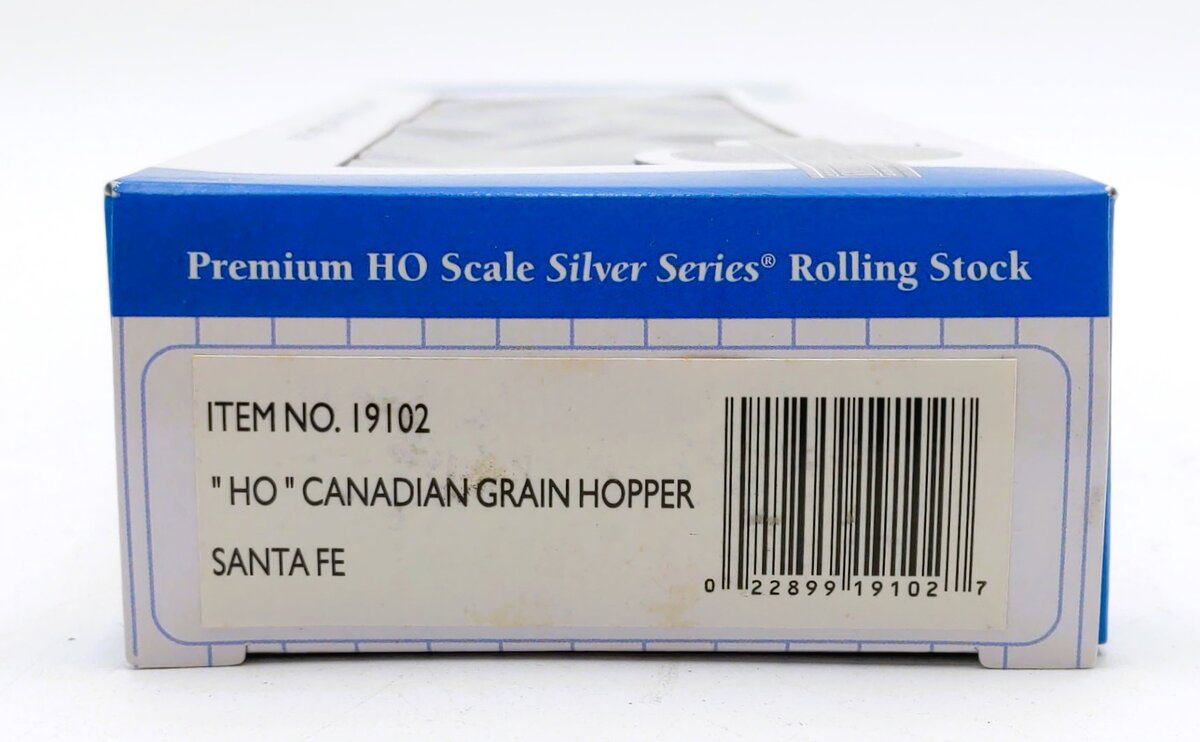 Premium HO Scale Silver Series® Rolling Stock
ITEM NO. 19102
"HO" CANADIAN GRAIN HOPPER
SANTA FE
0 22899 19102 7